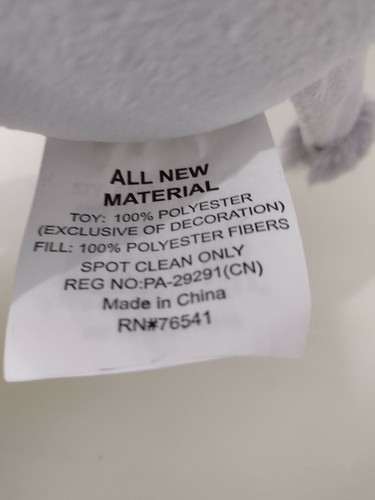 ALL NEW
MATERIAL
TOY: 100% POLYESTER
(EXCLUSIVE OF DECORATION)
FILL: 100% POLYESTER FIBERS
SPOT CLEAN ONLY
REG NO:PA-29291(CN)
Made in China
RN#76541